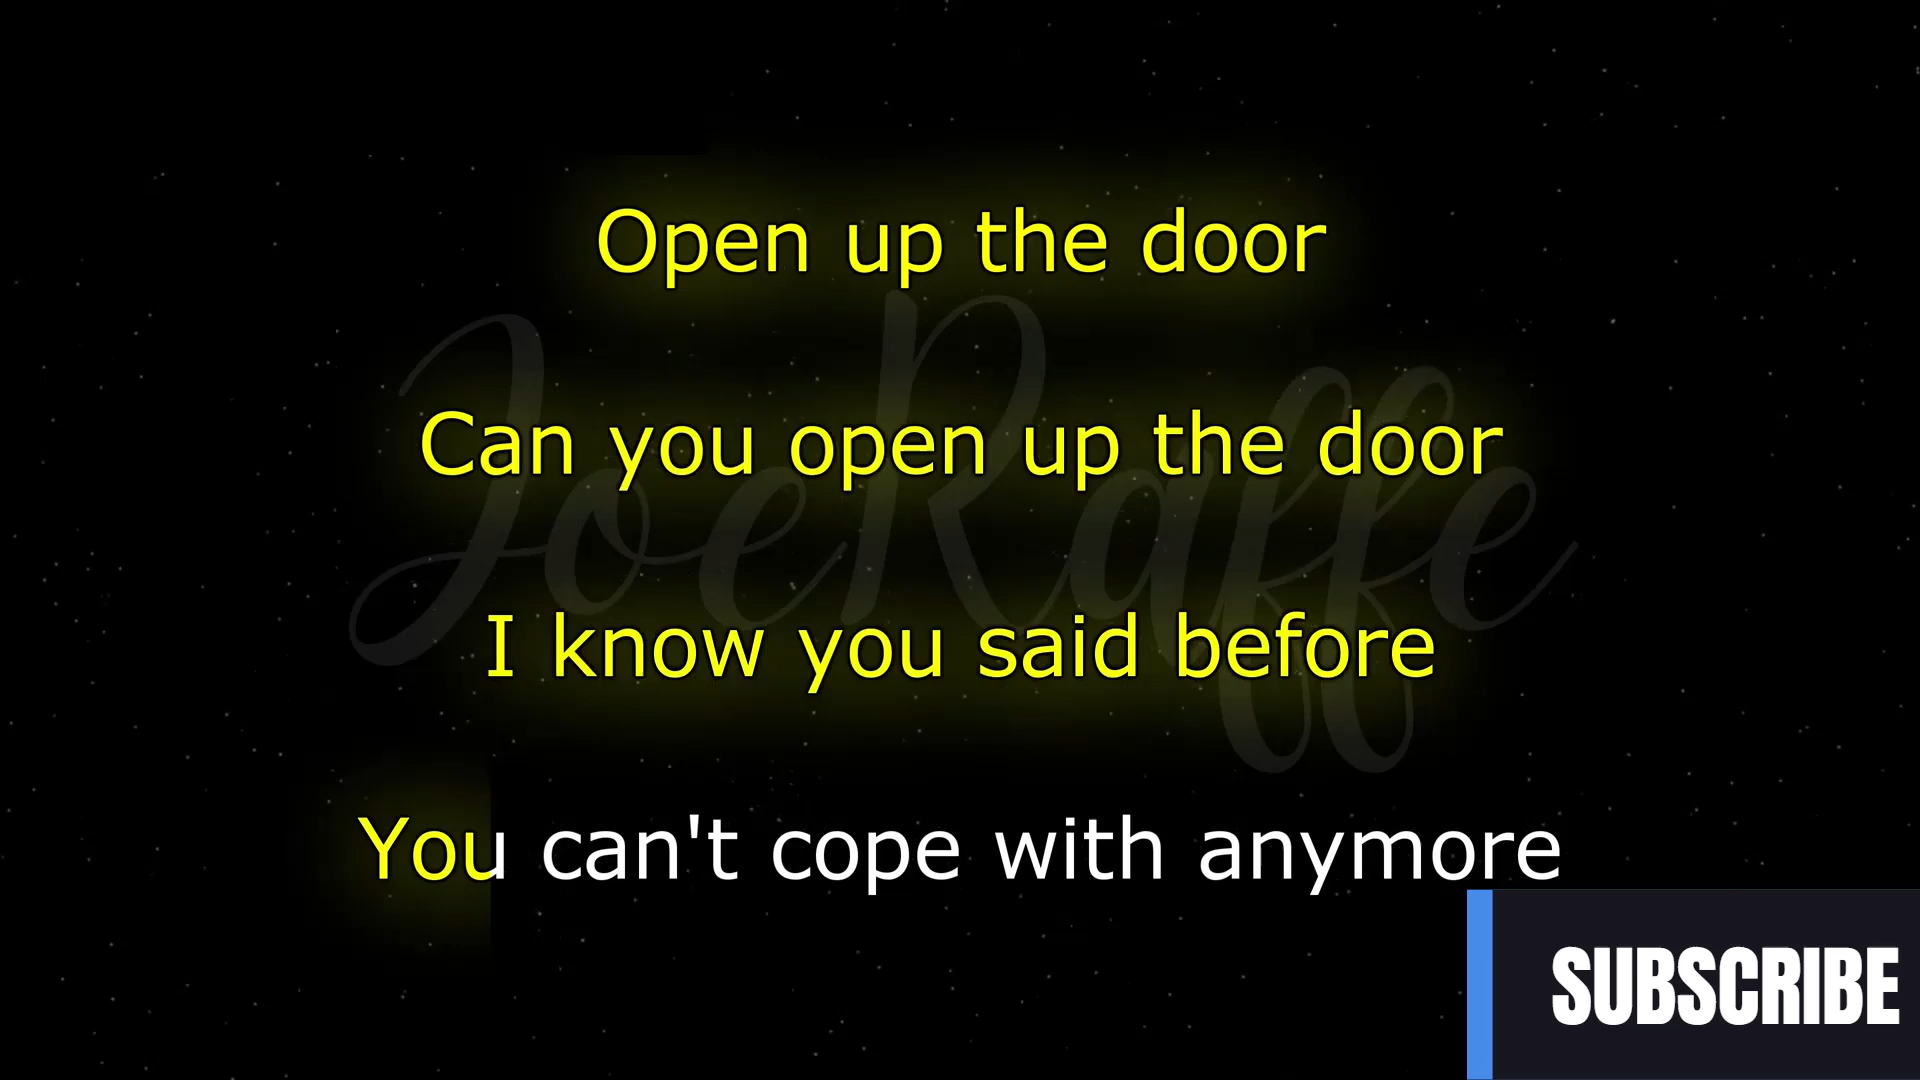 Open up the door
Can you open up the door
JoeRaffe
I know you said before
You can't cope with anymore
SUBSCRIBE